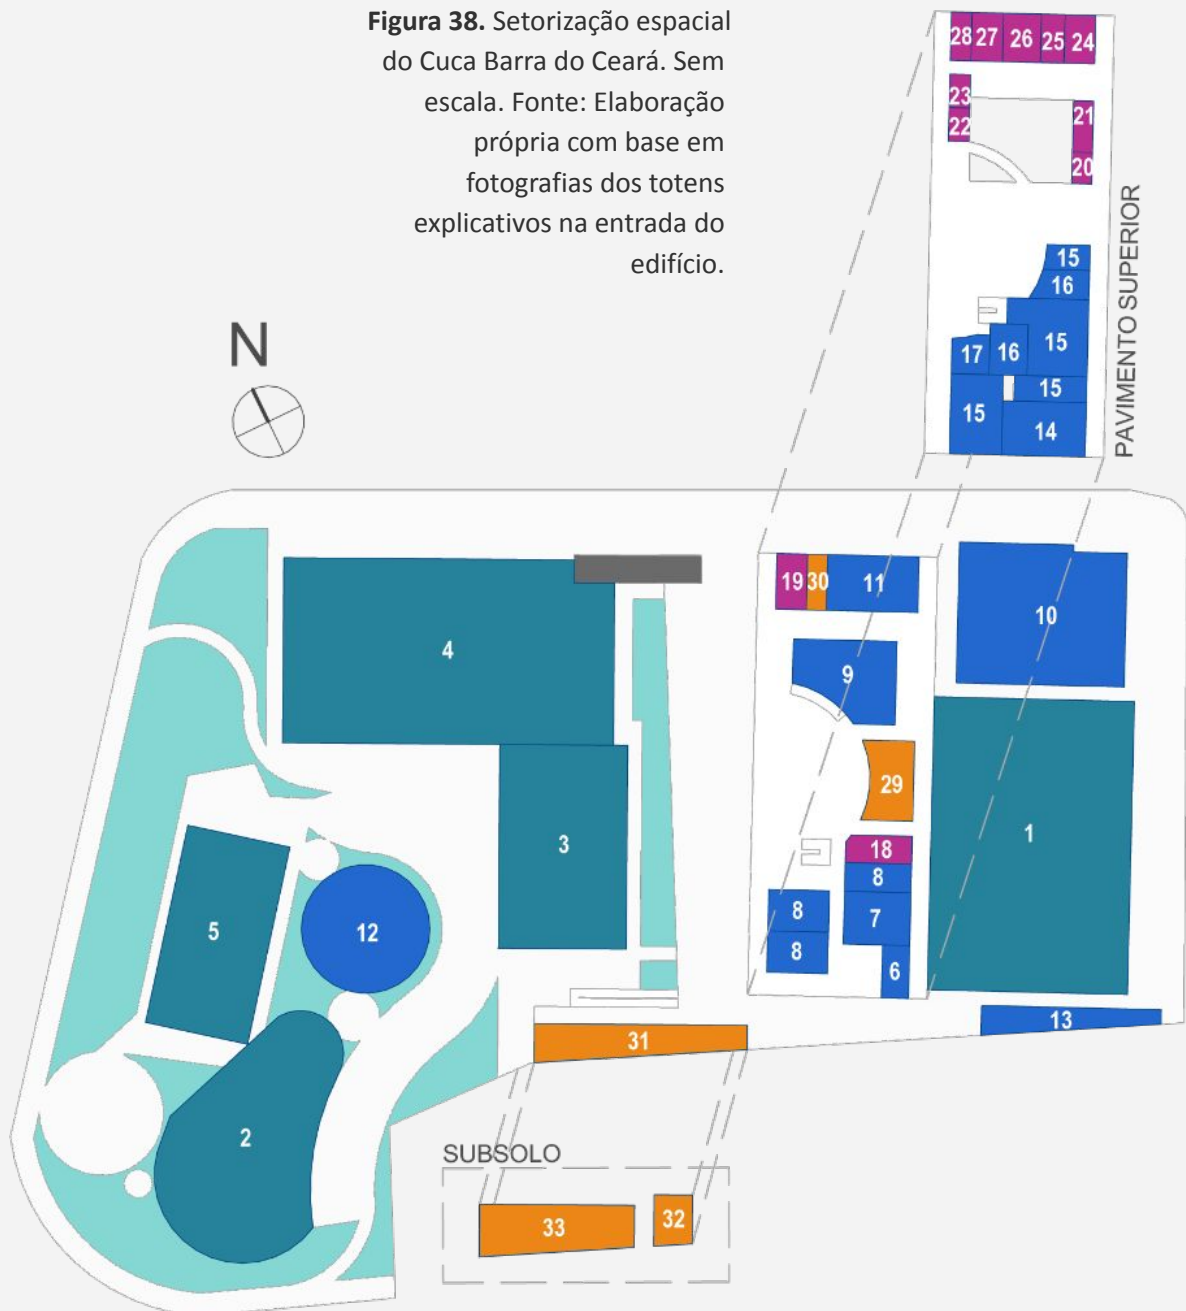 Figura 38. Setorização espacial
do Cuca Barra do Ceará. Sem
escala. Fonte: Elaboração
própria com base em
fotografias dos totens
explicativos na entrada do
edifício.
28 27 26 25 24
23
22
21
20
15
16
15
17 16
15
15
14
PAVIMENTO SUPERIOR
N
19 30 11
10
4
9
29
3
1
18
8
8
7
8
6
5
12
13
31
2
SUBSOLO
33
32